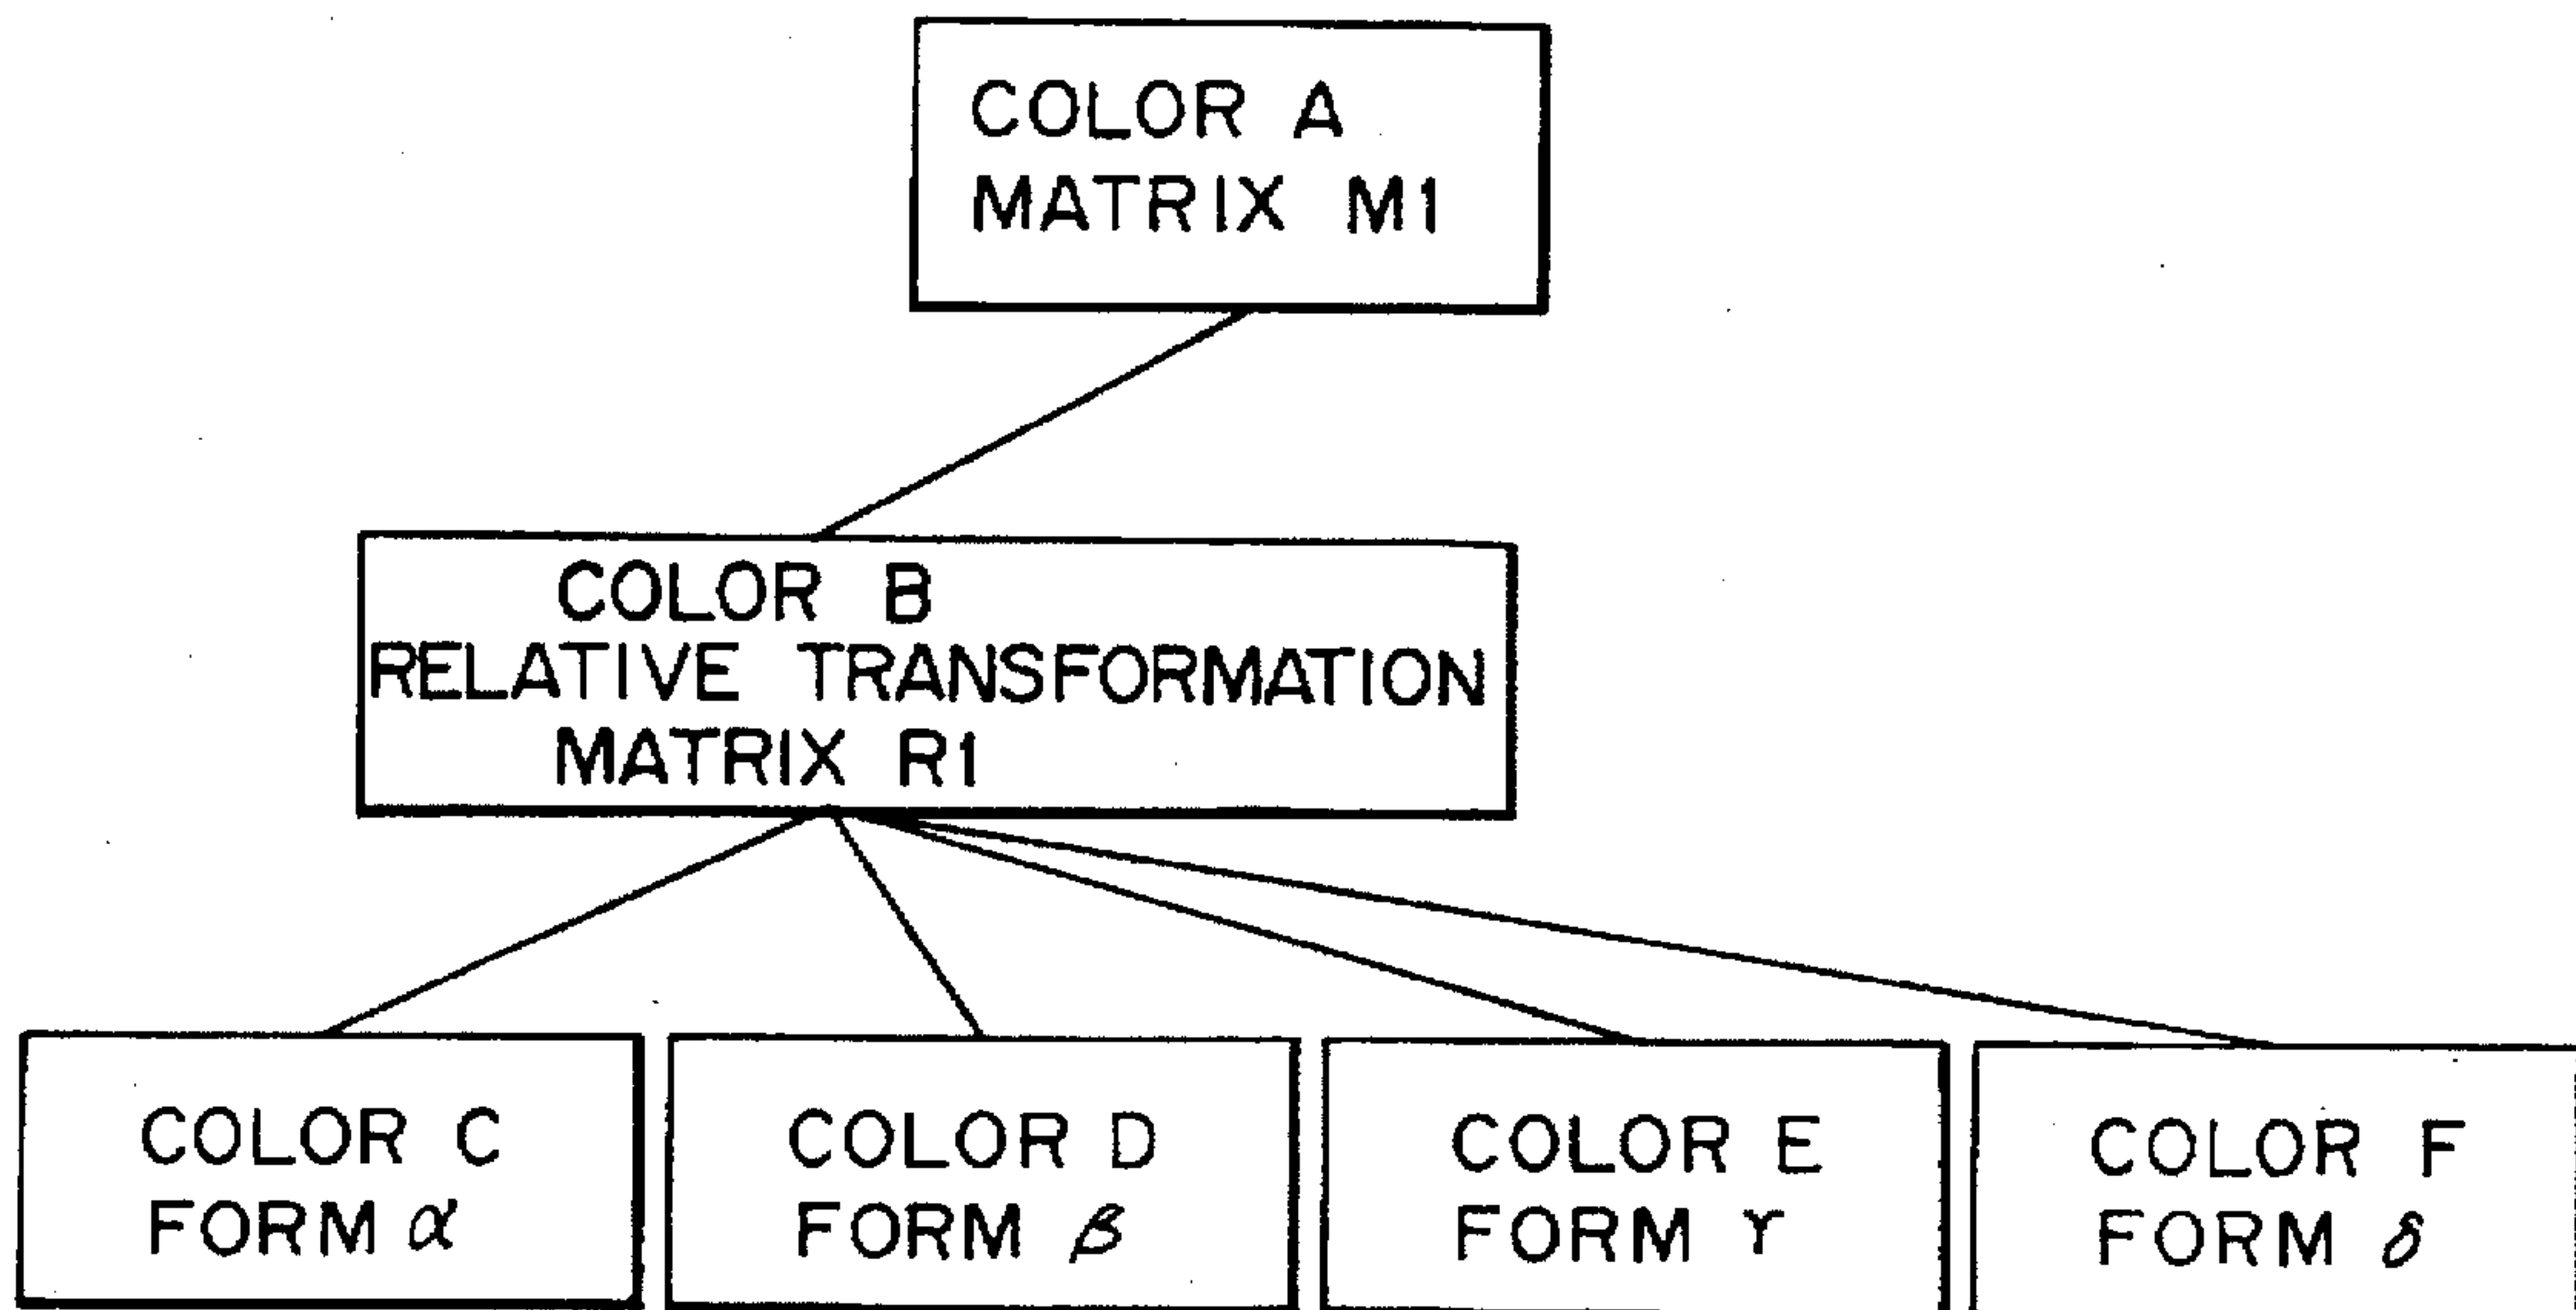 COLOR A
MATRIX M1
COLOR B
RELATIVE TRANSFORMATION
MATRIX R1
COLOR C
FORM α
COLOR D
FORM β
COLOR E
FORM γ
COLOR F
FORM δ